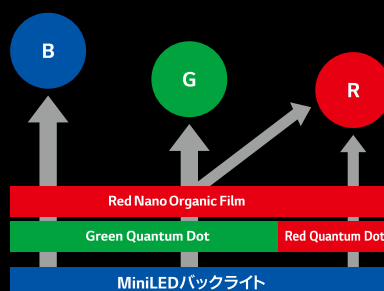 B
G
R
Red Nano Organic Film
Green Quantum Dot
Red Quantum Dot
MiniLEDバックライト